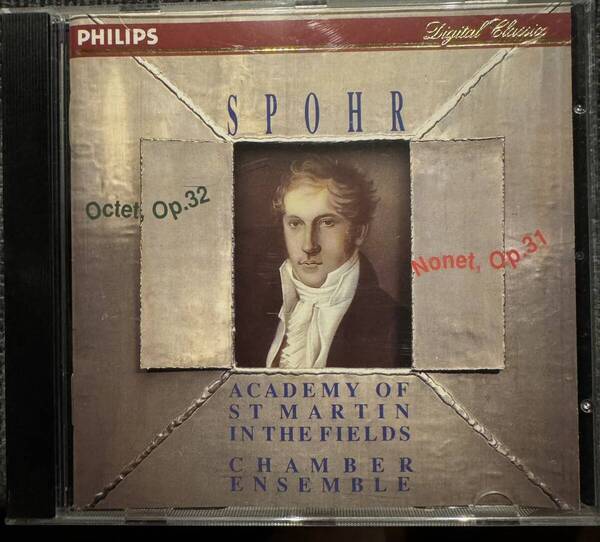 PHILIPS
Digital Classics
SPOHR
Octet, Op.32
Nonet, Op.31
ACADEMY OF
ST MARTIN
IN THE FIELDS
CHAMBER
ENSEMBLE